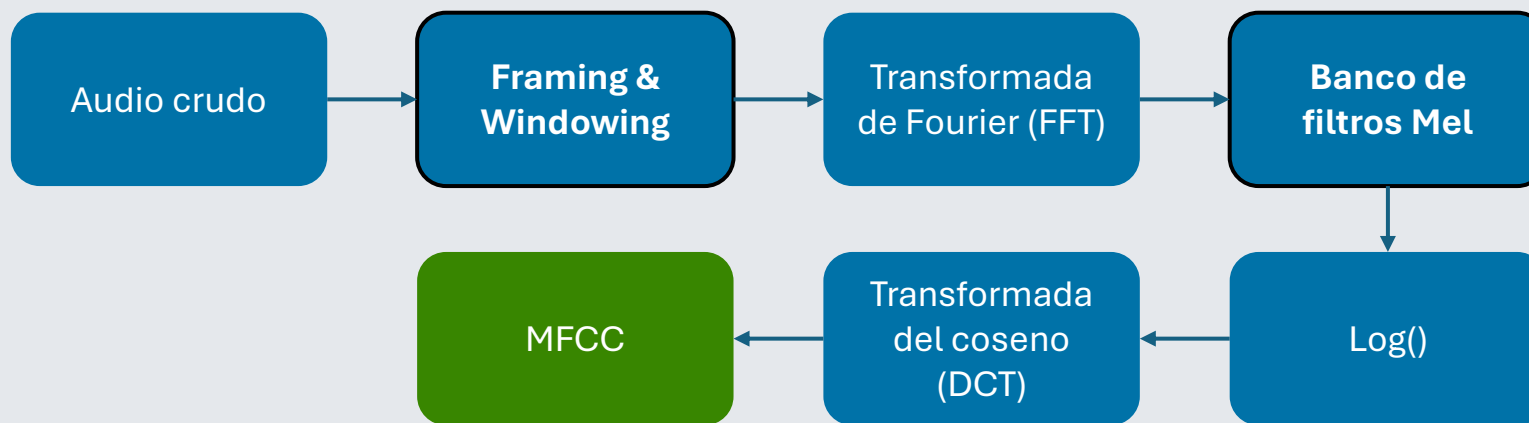 Audio crudo
Framing &
Windowing
Transformada
de Fourier (FFT)
Banco de
filtros Mel
Log()
Transformada
del coseno
(DCT)
MFCC